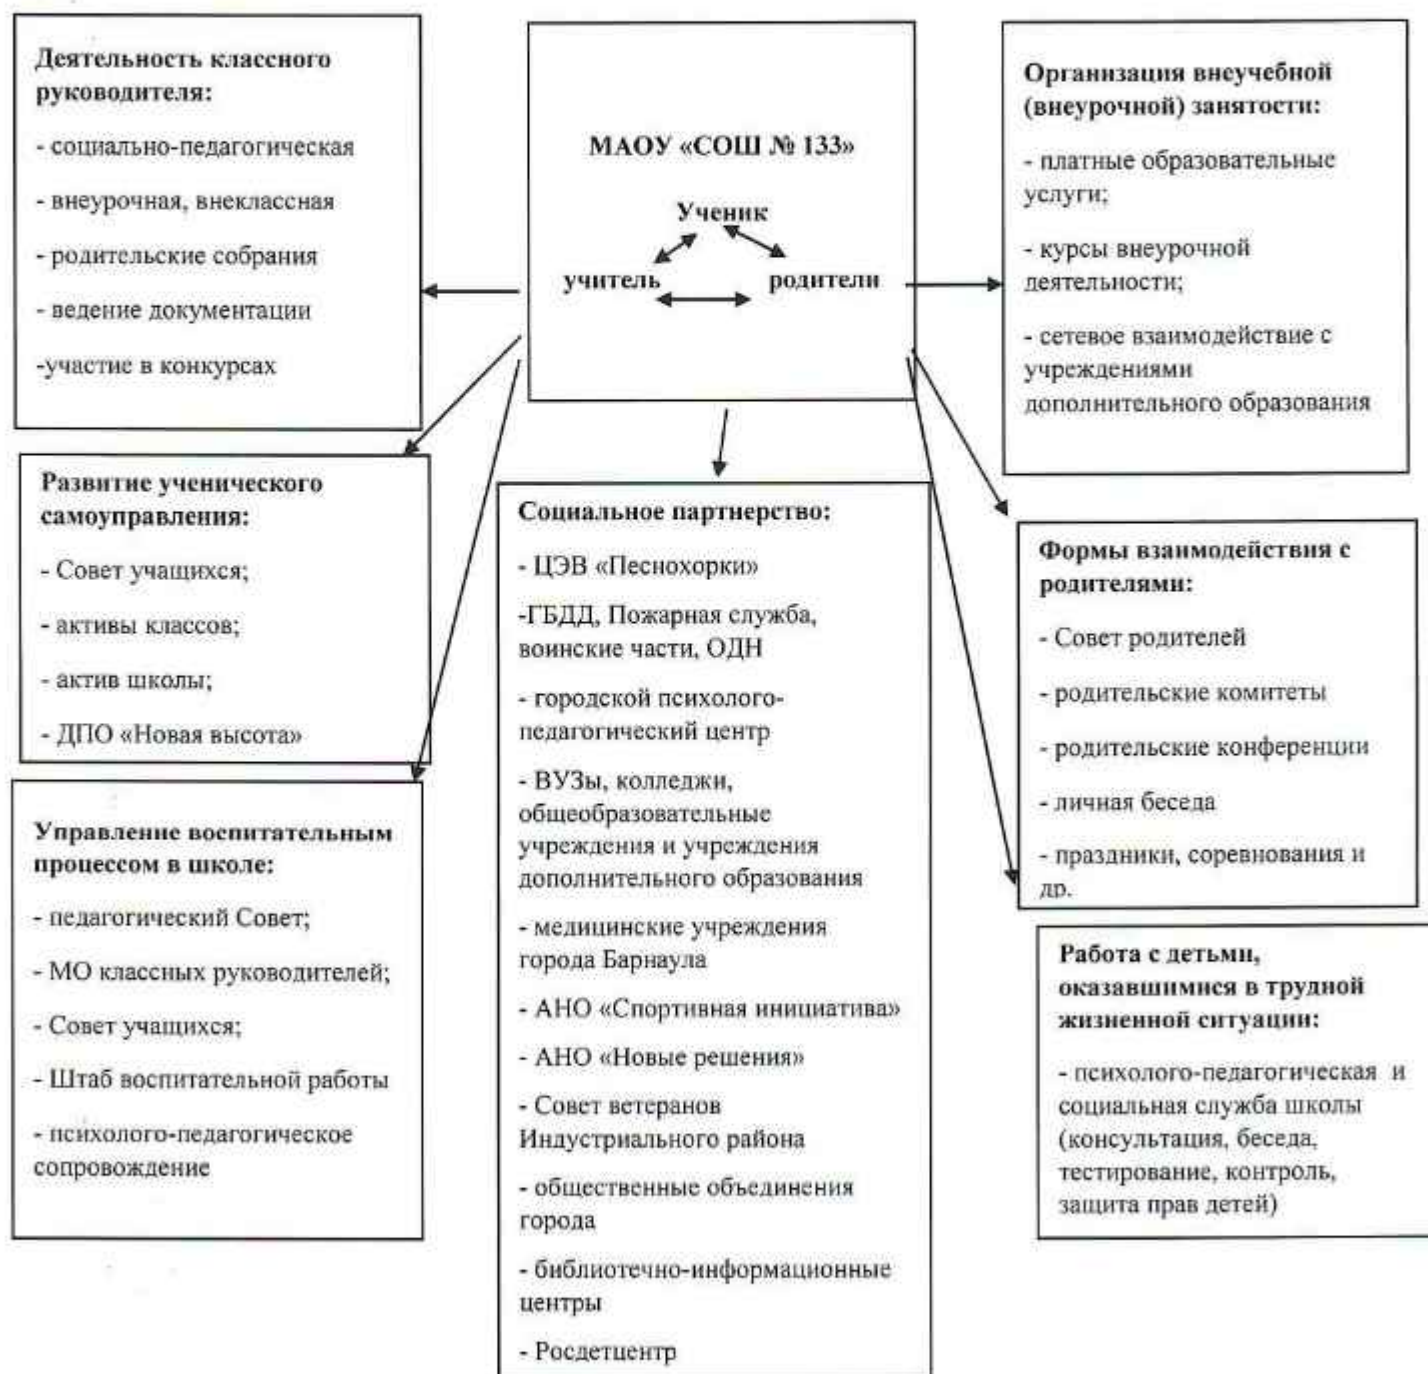 Деятельность классного
руководителя:
- социально-педагогическая
- внеурочная, внеклассная
- родительские собрания
- ведение документации
-участие в конкурсах
МАОУ «СОШ № 133»
Ученик
учитель родители
Организация внеучебной
(внеурочной) занятости:
- платные образовательные
услуги;
- курсы внеурочной
деятельности;
- сетевое взаимодействие с
учреждениями
дополнительного образования
Развитие ученического
самоуправления:
- Совет учащихся;
- активы классов;
- актив школы;
- ДПО «Новая высота»
Социальное партнерство:
- ЦЭВ «Песнохорки»
-ГБДД, Пожарная служба,
воинские части, ОДН
- городской психолого-
педагогический центр
- ВУЗы, колледжи,
общеобразовательные
учреждения и учреждения
дополнительного образования
- медицинские учреждения
города Барнаула
- АНО «Спортивная инициатива»
- АНО «Новые решения»
- Совет ветеранов
Индустриального района
- общественные объединения
города
- библиотечно-информационные
центры
- Росдетцентр
Формы взаимодействия с
родителями:
- Совет родителей
- родительские комитеты
- родительские конференции
- личная беседа
- праздники, соревнования и
др.
Управление воспитательным
процессом в школе:
- педагогический Совет;
- МО классных руководителей;
- Совет учащихся;
- Штаб воспитательной работы
- психолого-педагогическое
сопровождение
Работа с детьми,
оказавшимися в трудной
жизненной ситуации:
- психолого-педагогическая и
социальная служба школы
(консультация, беседа,
тестирование, контроль,
защита прав детей)